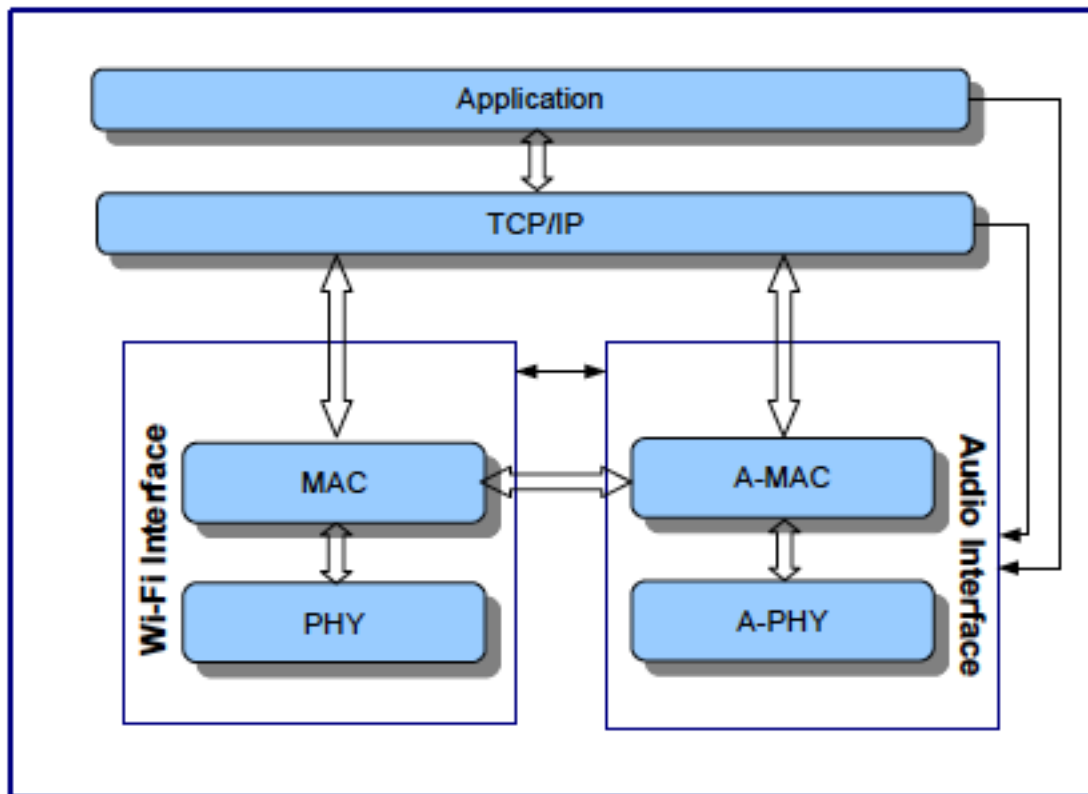 Application
TCP/IP
Wi-Fi Interface
MAC
PHY
A-MAC
A-PHY
Audio Interface